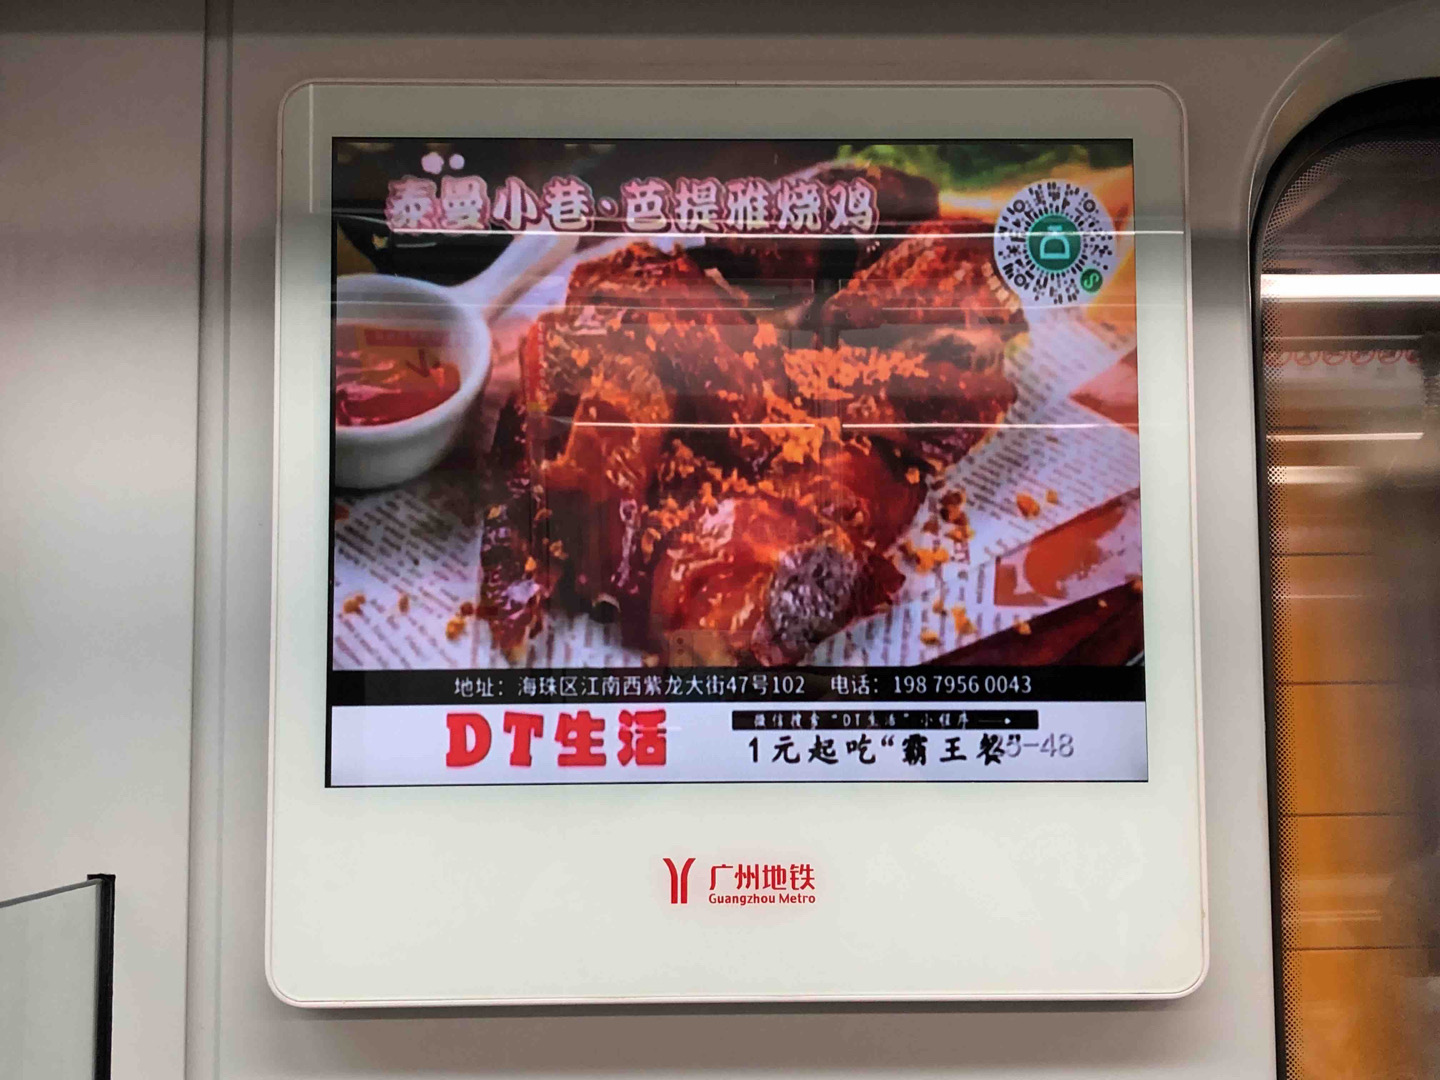 泰曼小巷·芭提雅烧鸡
地址：海珠区江南西紫龙大街47号102 电话：198 7956 0043
DT生活
微信搜索“DT生活”小程序
1元起吃“霸王餐”
5-48
广州地铁
Guangzhou Metro